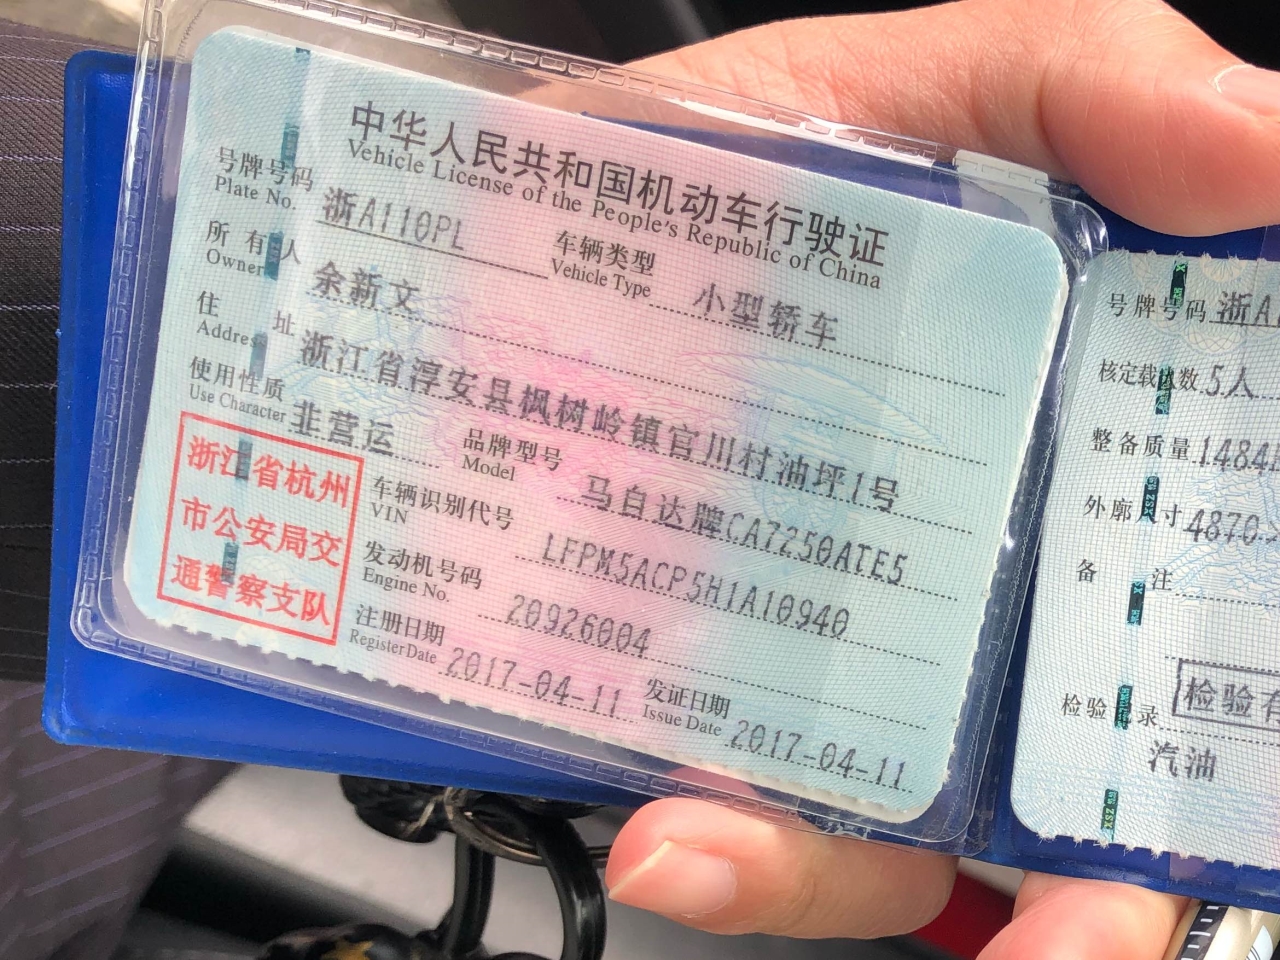 中华人民共和国机动车行驶证
Vehicle License of the People's Republic of China
号牌号码 浙A110PL 车辆类型 小型轿车
Plate No. Vehicle Type
所有人 余新文
Owner
住址 浙江省淳安县枫树岭镇官川村油坪1号
Address
使用性质 非营运 品牌型号 马自达牌CA7250ATE5
Use Character Model
浙江省杭州
市公安局交
通警察支队
车辆识别代号 LFPM5ACP5H1A10940
VIN
发动机号码 20926004
Engine No.
注册日期 2017-04-11 发证日期 2017-04-11
Register Date Issue Date
号牌号码 浙A
核定载人数 5人
整备质量 1484
外廓尺寸 4870
备注
检验记录
检验有
汽油